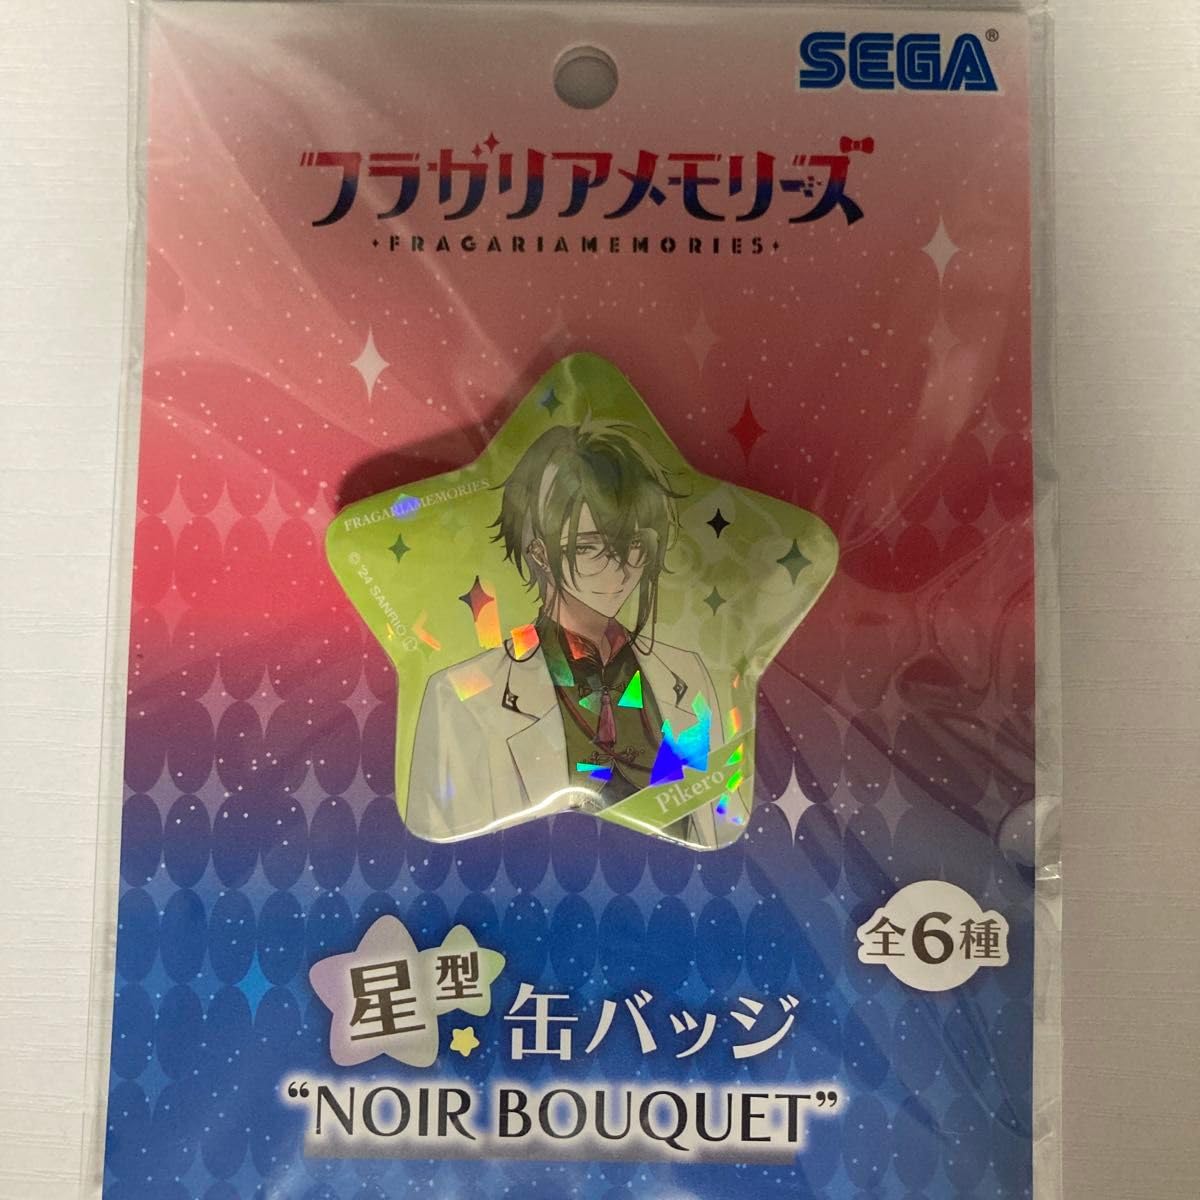 SEGA®
フラガリアメモリーズ
FRAGARIAMEMORIES
FRAGARIAMEMORIES
© '24 SANRIO Ⓛ
Pikero
全6種
星型缶バッジ
“NOIR BOUQUET”